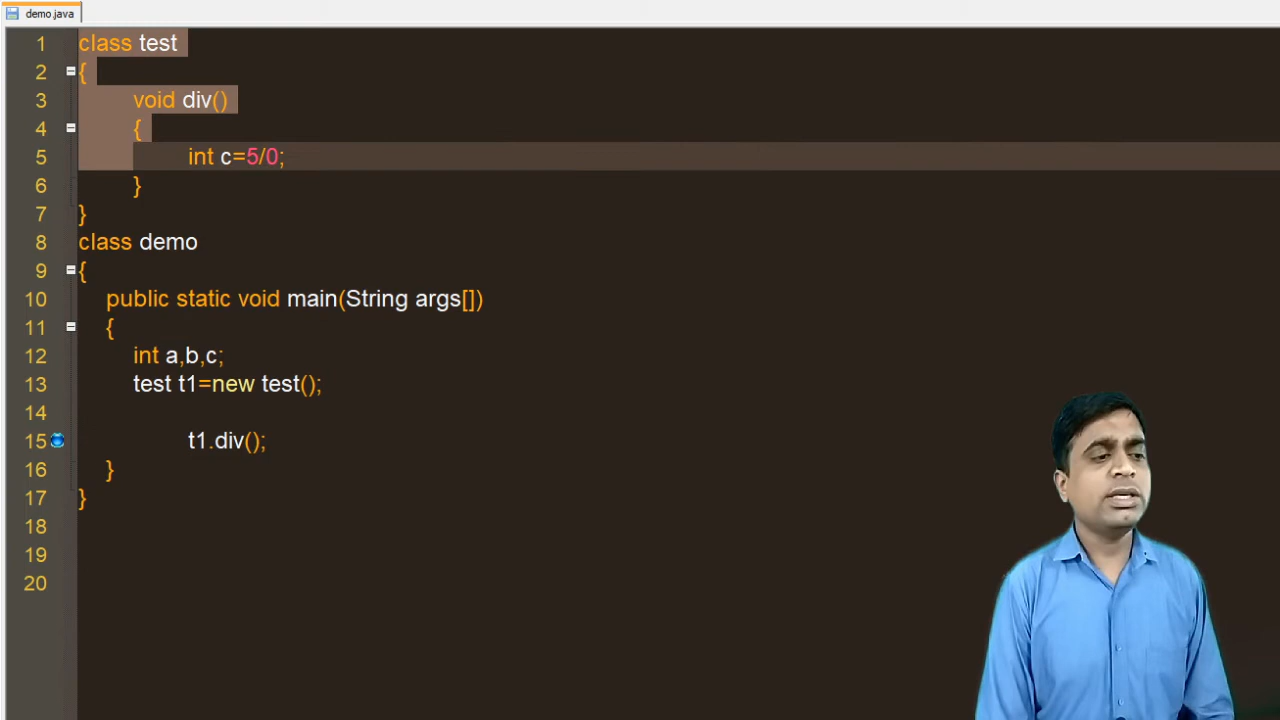 demo.java
1 class test
2 {
3 void div()
4 {
5 int c=5/0;
6 }
7 }
8 class demo
9 {
10 public static void main(String args[])
11 {
12 int a,b,c;
13 test t1=new test();
14
15 t1.div();
16 }
17 }
18
19
20